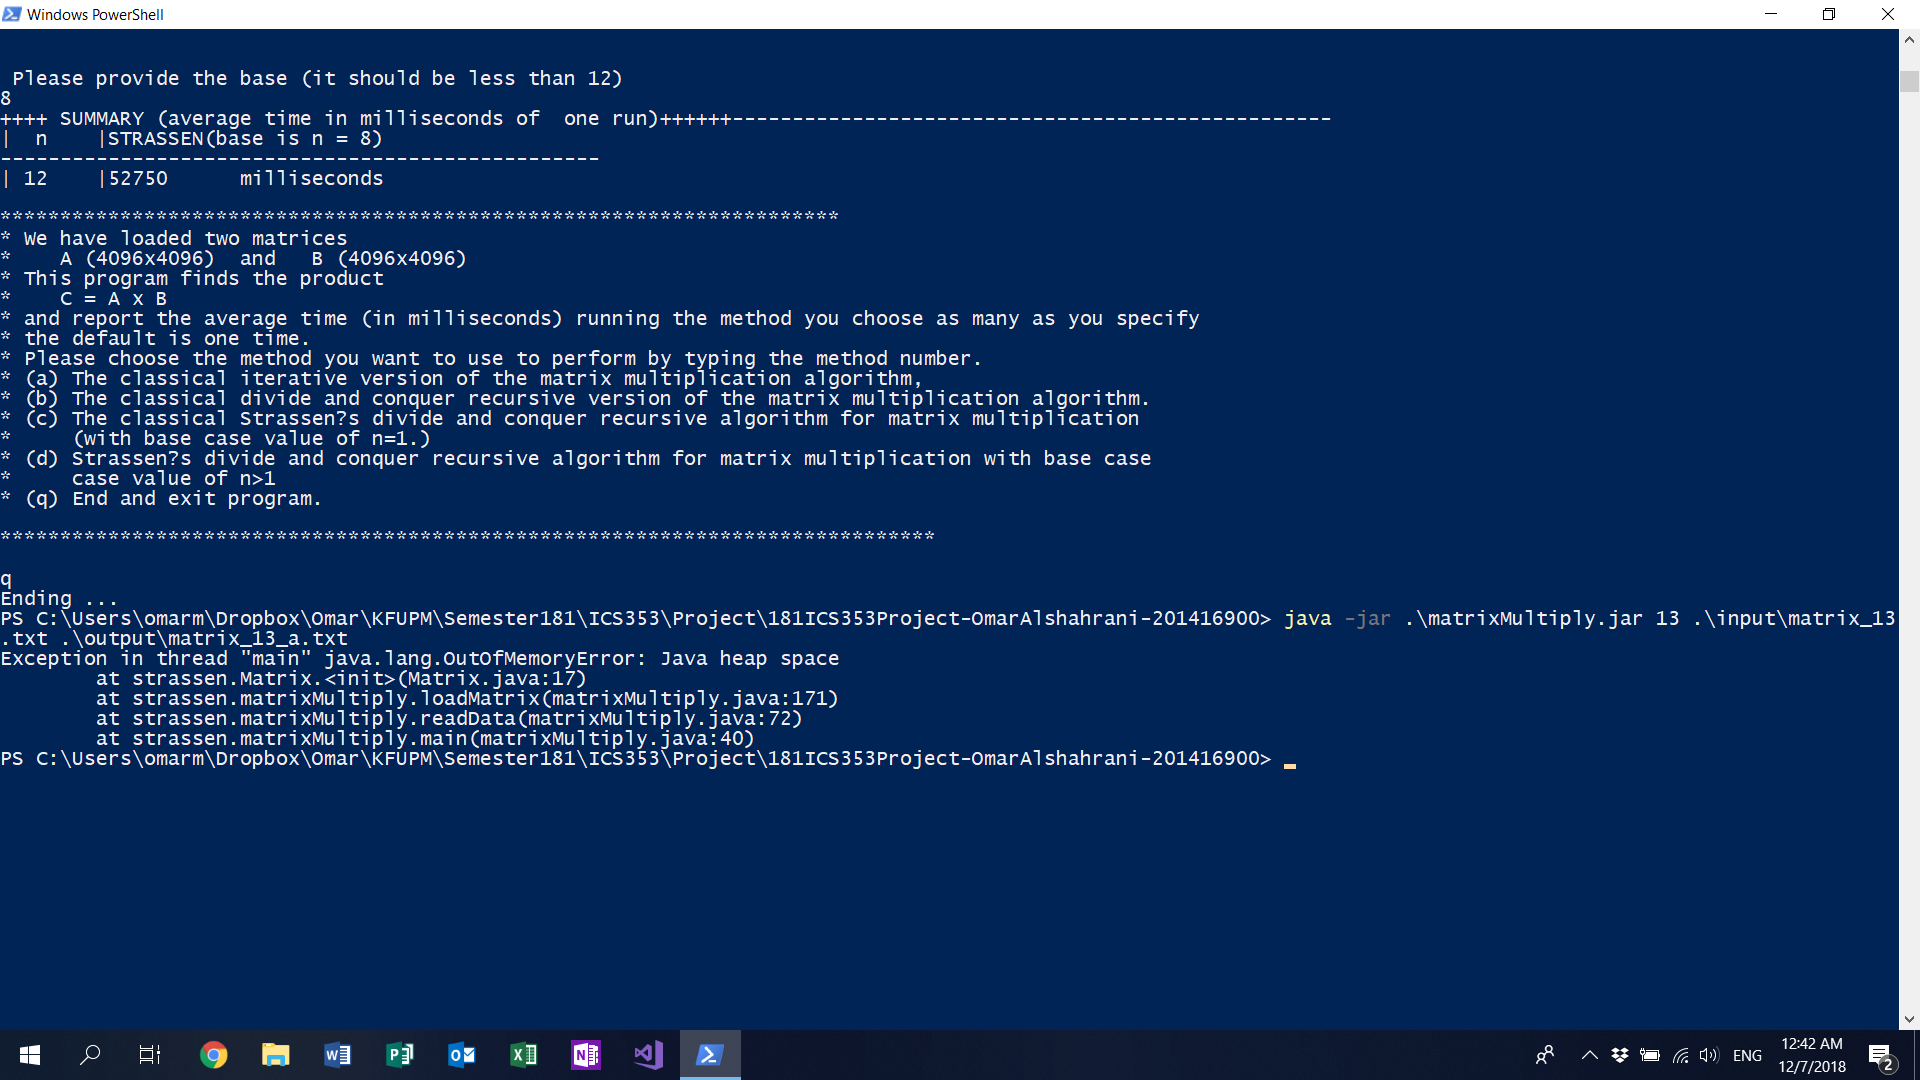 Windows PowerShell
Please provide the base (it should be less than 12)
8
++++ SUMMARY (average time in milliseconds of  one run)++++++--------------------------------------------------
|  n    |STRASSEN(base is n = 8)
--------------------------------------------------
| 12    |52750      milliseconds
**********************************************************************
* We have loaded two matrices
*    A (4096x4096)  and   B (4096x4096)
* This program finds the product
*    C = A x B
* and report the average time (in milliseconds) running the method you choose as many as you specify
* the default is one time.
* Please choose the method you want to use to perform by typing the method number.
* (a) The classical iterative version of the matrix multiplication algorithm,
* (b) The classical divide and conquer recursive version of the matrix multiplication algorithm.
* (c) The classical Strassen?s divide and conquer recursive algorithm for matrix multiplication
*     (with base case value of n=1.)
* (d) Strassen?s divide and conquer recursive algorithm for matrix multiplication with base case
*     case value of n>1
* (q) End and exit program.
******************************************************************************
q
Ending ...
PS C:\Users\omarm\Dropbox\Omar\KFUPM\Semester181\ICS353\Project\181ICS353Project-OmarAlshahrani-201416900> java -jar .\matrixMultiply.jar 13 .\input\matrix_13
.txt .\output\matrix_13_a.txt
Exception in thread "main" java.lang.OutOfMemoryError: Java heap space
        at strassen.Matrix.<init>(Matrix.java:17)
        at strassen.matrixMultiply.loadMatrix(matrixMultiply.java:171)
        at strassen.matrixMultiply.readData(matrixMultiply.java:72)
        at strassen.matrixMultiply.main(matrixMultiply.java:40)
PS C:\Users\omarm\Dropbox\Omar\KFUPM\Semester181\ICS353\Project\181ICS353Project-OmarAlshahrani-201416900> _
ENG
12:42 AM
12/7/2018
2